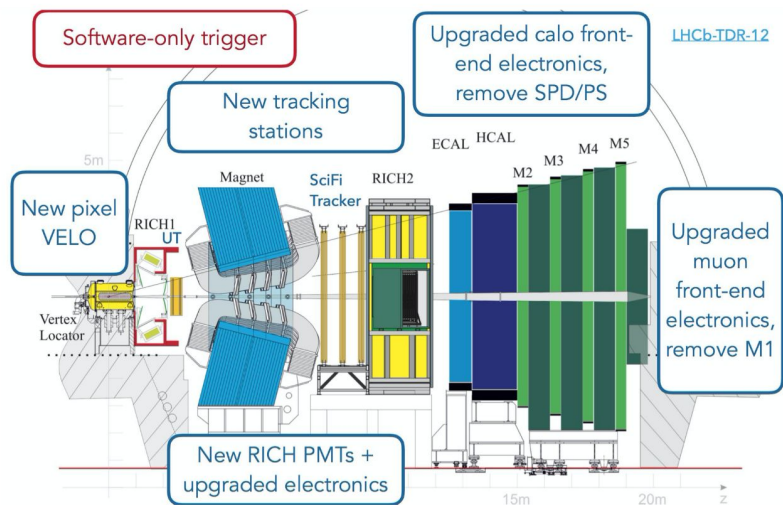 Software-only trigger
Upgraded calo front-
end electronics,
remove SPD/PS
LHCb-TDR-12
New tracking
stations
5m
ECAL
HCAL
M2
M3
M4
M5
Magnet
SciFi
Tracker
RICH2
New pixel
VELO
RICH1
UT
Upgraded
muon
front-end
electronics,
remove M1
Vertex
Locator
New RICH PMTs +
upgraded electronics
15m
20m
z